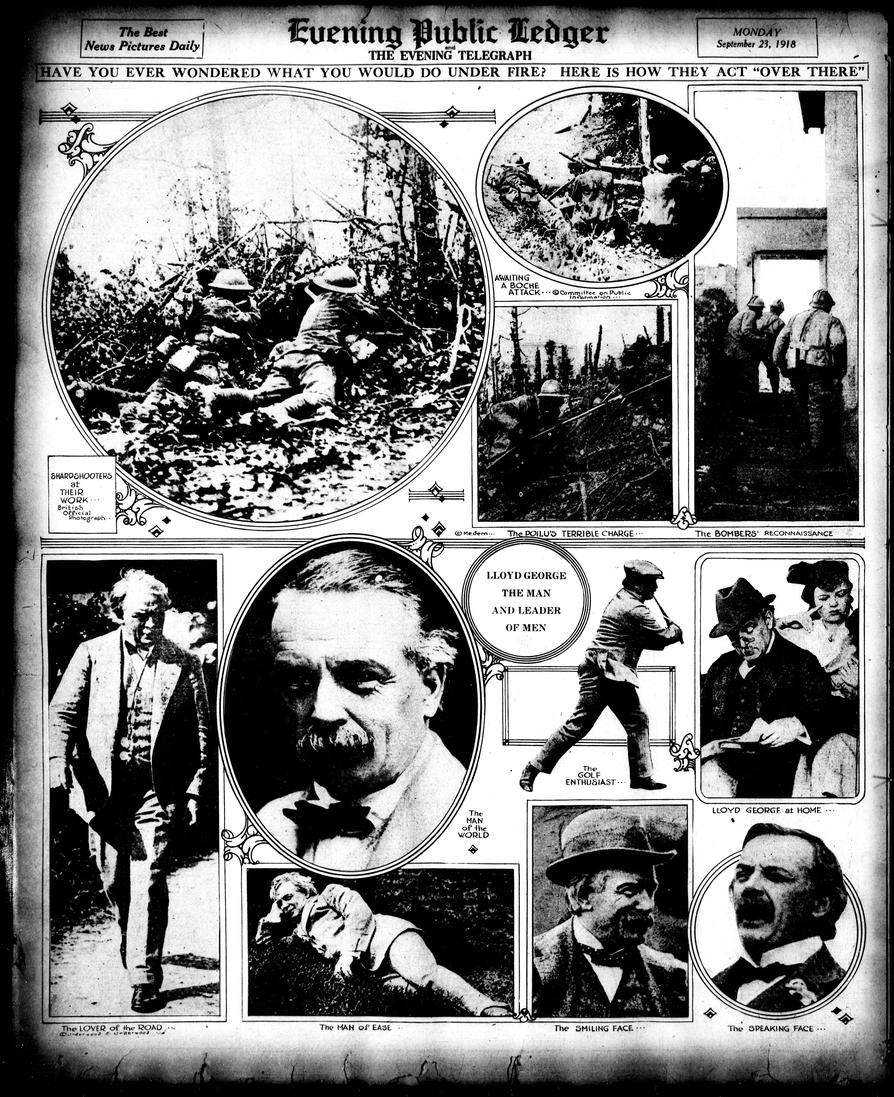 The Best
News Pictures Daily
Evening Public Ledger
and
THE EVENING TELEGRAPH
MONDAY
September 23, 1918
HAVE YOU EVER WONDERED WHAT YOU WOULD DO UNDER FIRE? HERE IS HOW THEY ACT "OVER THERE"
AWAITING
A BOCHE
ATTACK··· © Committee on Public
Information···
SHARPSHOOTERS
at
THEIR
WORK···
British
Official
Photograph··
© Medem··· The POILU'S TERRIBLE CHARGE···
The BOMBERS' RECONNAISSANCE
LLOYD GEORGE
THE MAN
AND LEADER
OF MEN
The
GOLF
ENTHUSIAST···
LLOYD GEORGE at HOME···
The
MAN
of the
WORLD
The LOVER of the ROAD···
© Underwood & Underwood
The MAN of EASE
The SMILING FACE···
The SPEAKING FACE···